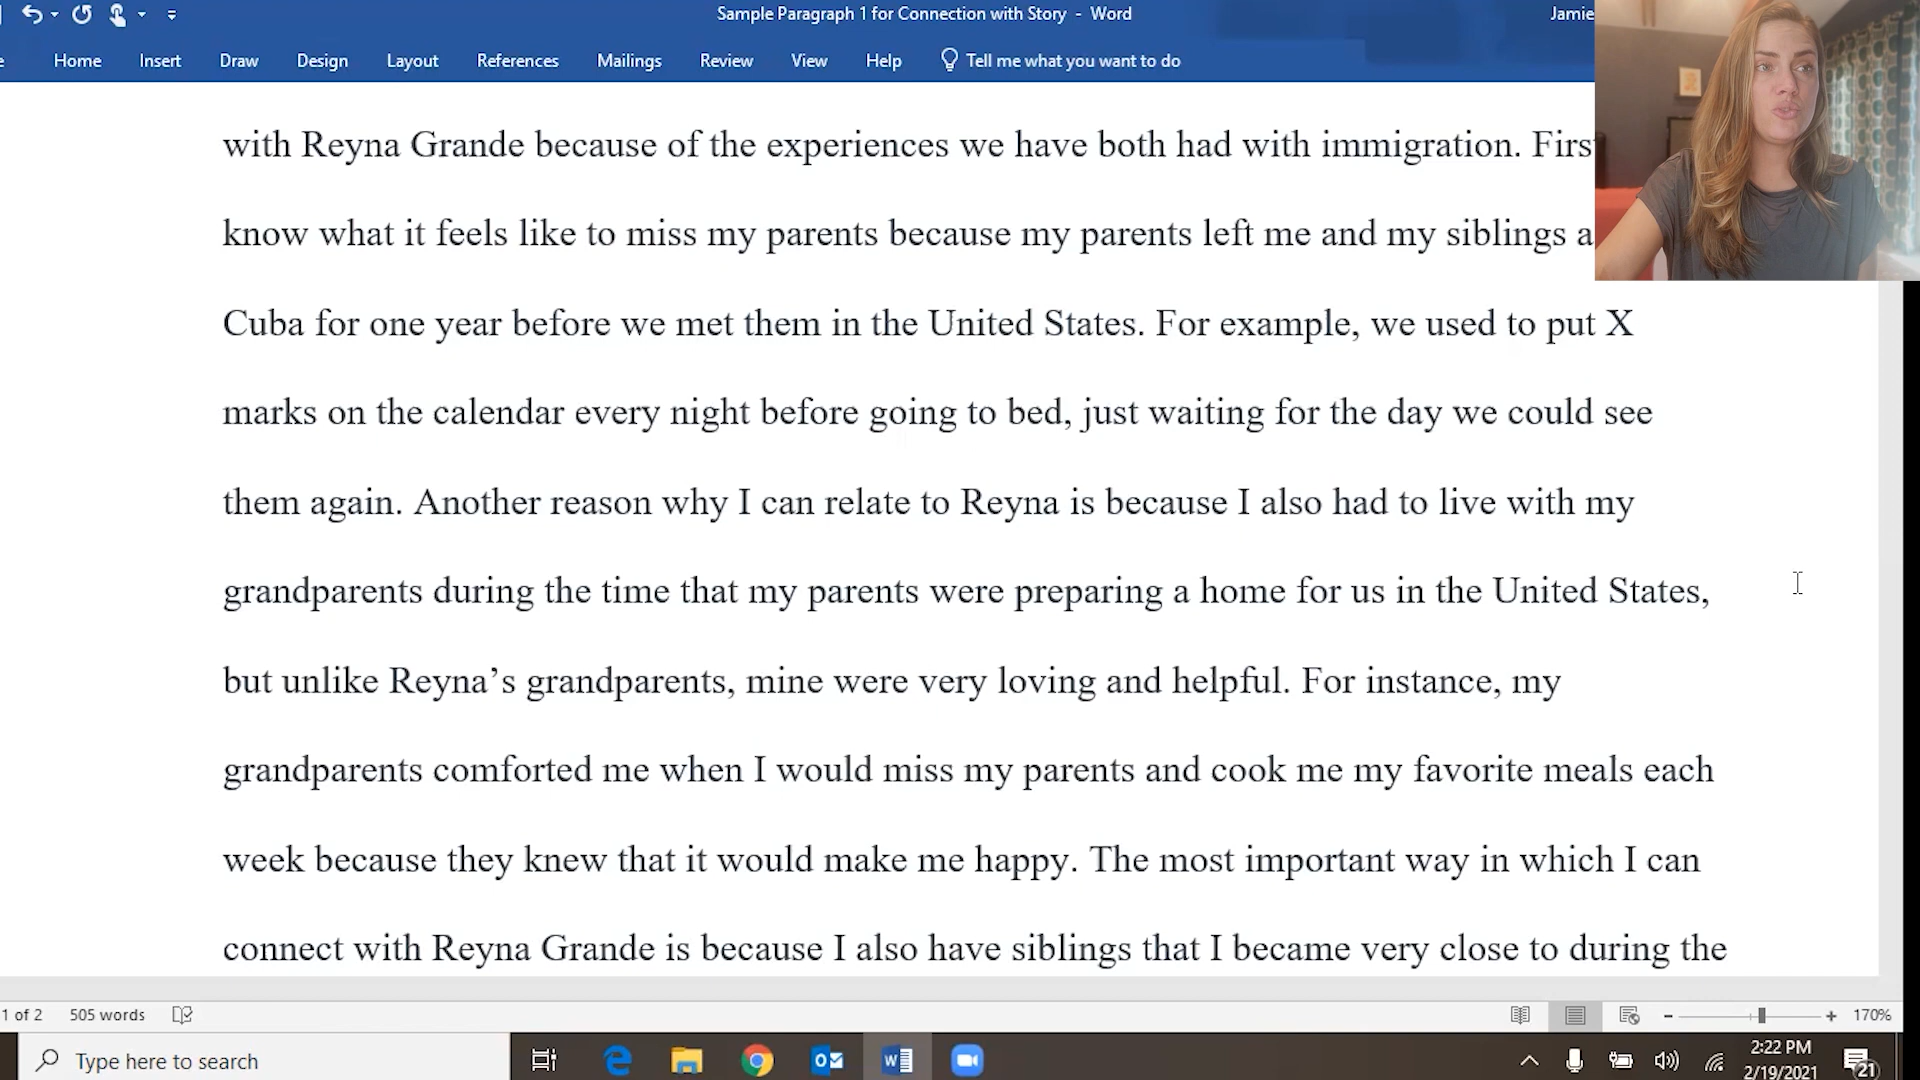 Sample Paragraph 1 for Connection with Story - Word
Jamie
Home Insert Draw Design Layout References Mailings Review View Help Tell me what you want to do
with Reyna Grande because of the experiences we have both had with immigration. Firs
know what it feels like to miss my parents because my parents left me and my siblings a
Cuba for one year before we met them in the United States. For example, we used to put X
marks on the calendar every night before going to bed, just waiting for the day we could see
them again. Another reason why I can relate to Reyna is because I also had to live with my
grandparents during the time that my parents were preparing a home for us in the United States,
but unlike Reyna’s grandparents, mine were very loving and helpful. For instance, my
grandparents comforted me when I would miss my parents and cook me my favorite meals each
week because they knew that it would make me happy. The most important way in which I can
connect with Reyna Grande is because I also have siblings that I became very close to during the
1 of 2 505 words 170%
Type here to search
2:22 PM
2/19/2021
21